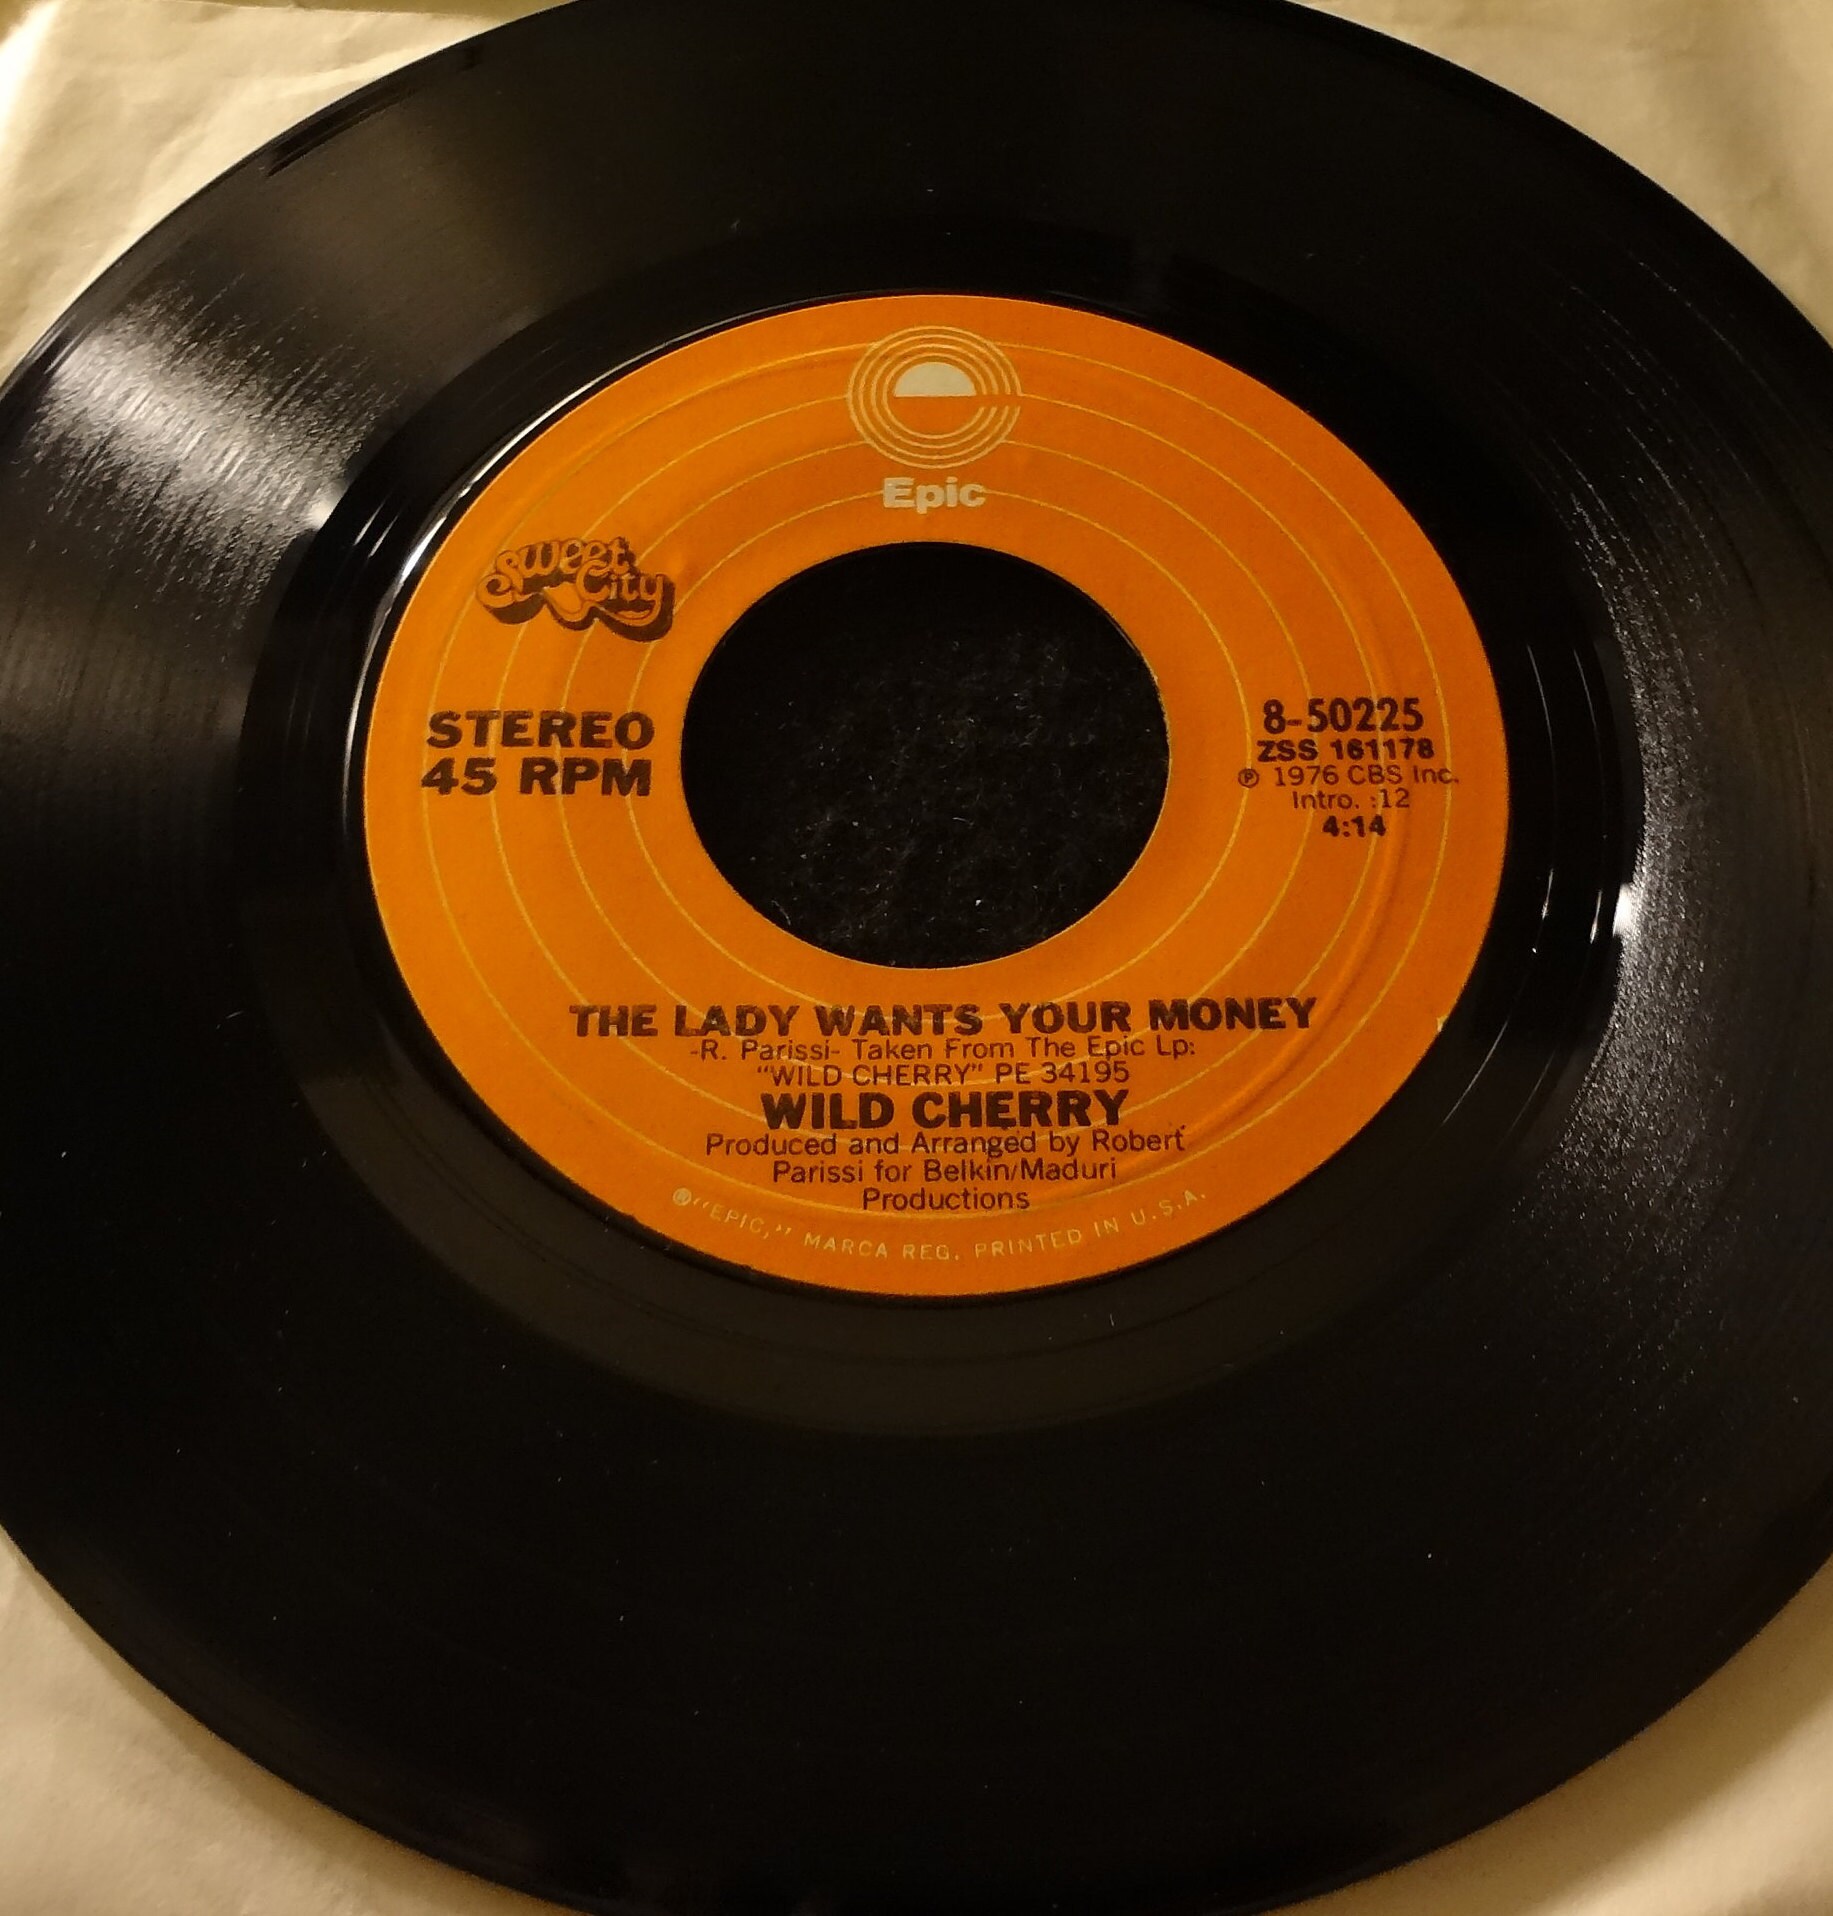 Epic
Sweet
City
STEREO
45 RPM
8-50225
ZSS 161178
℗ 1976 CBS Inc.
Intro. :12
4:14
THE LADY WANTS YOUR MONEY
-R. Parissi- Taken From The Epic Lp:
"WILD CHERRY" PE 34195
WILD CHERRY
Produced and Arranged by Robert
Parissi for Belkin/Maduri
Productions
®"EPIC," MARCA REG. PRINTED IN U.S.A.